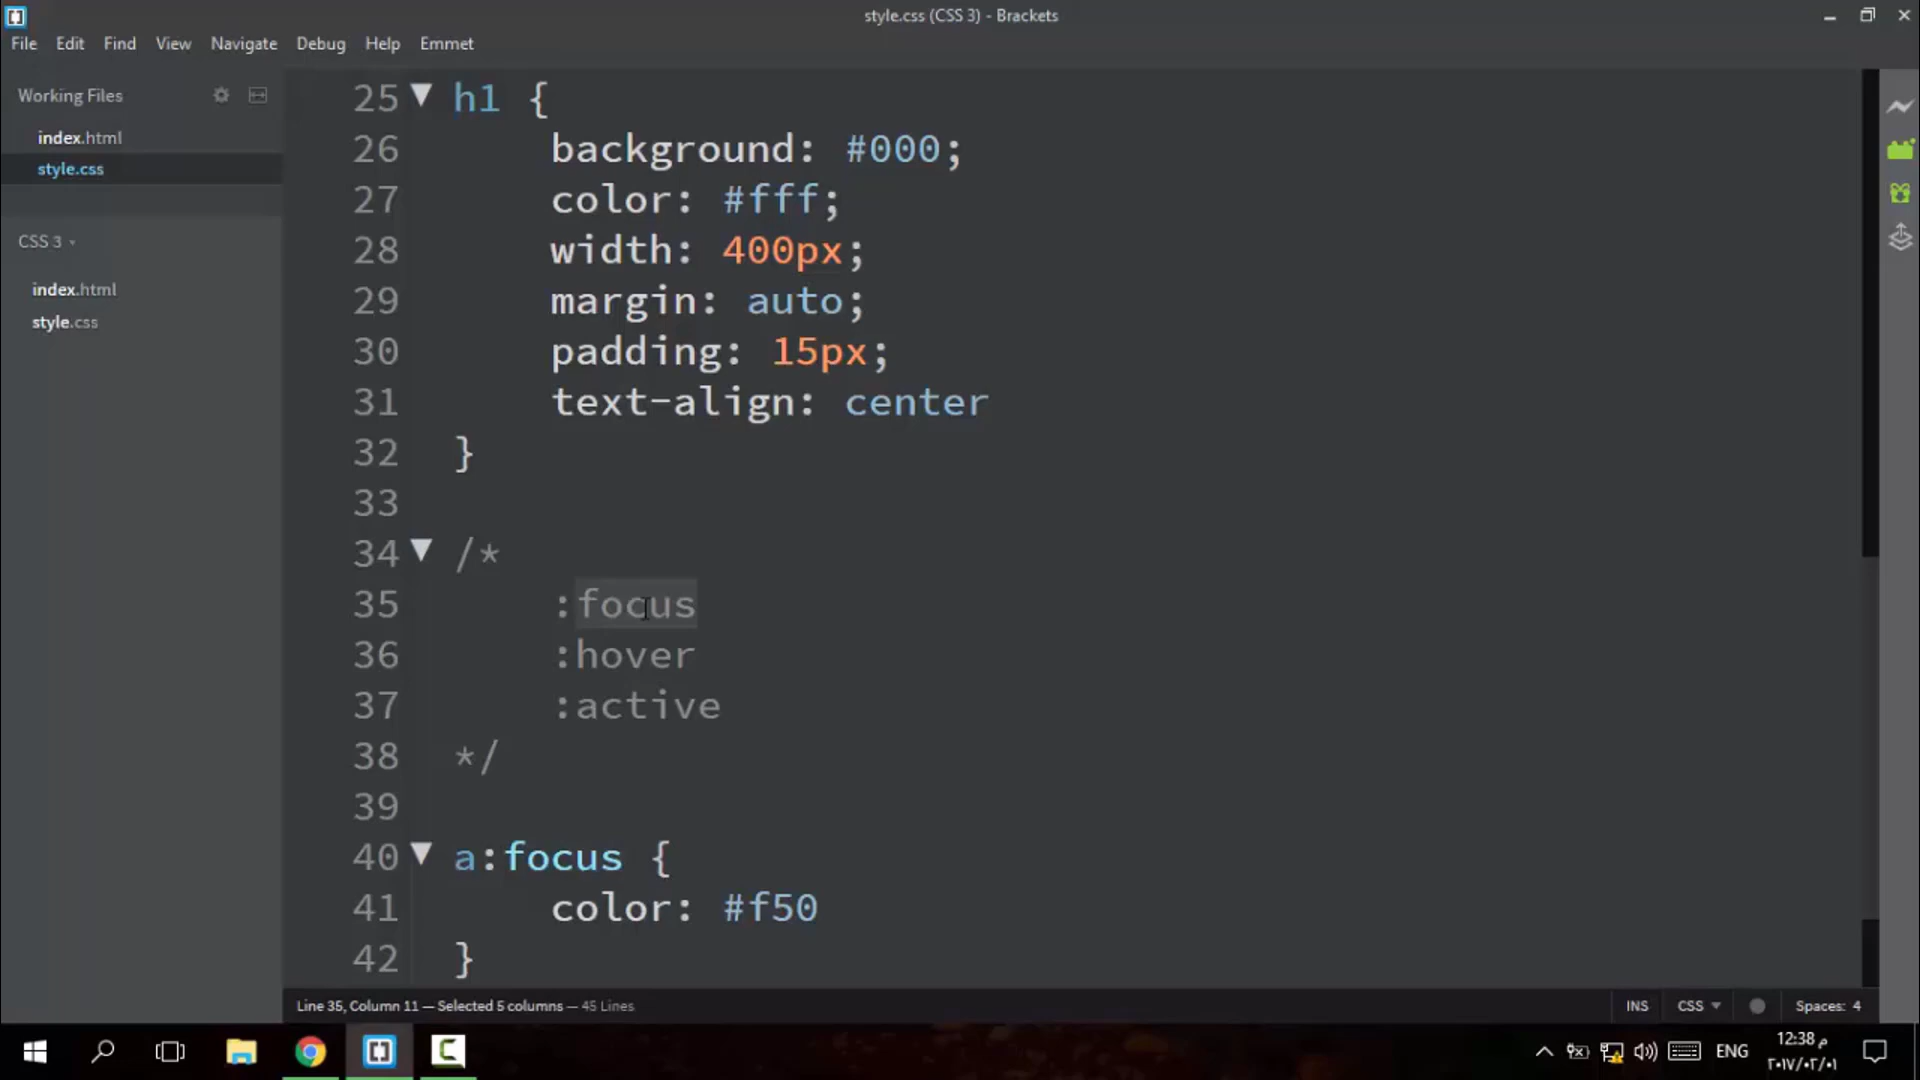 style.css (CSS 3) - Brackets
File Edit Find View Navigate Debug Help Emmet
Working Files
index.html
style.css
CSS 3
index.html
style.css
25 h1 {
26 background: #000;
27 color: #fff;
28 width: 400px;
29 margin: auto;
30 padding: 15px;
31 text-align: center
32 }
33
34 /*
35 :focus
36 :hover
37 :active
38 */
39
40 a:focus {
41 color: #f50
42 }
Line 35, Column 11 — Selected 5 columns — 45 Lines
INS CSS Spaces: 4
ENG
12:38 م
٢٠١٧/٠٢/٠١